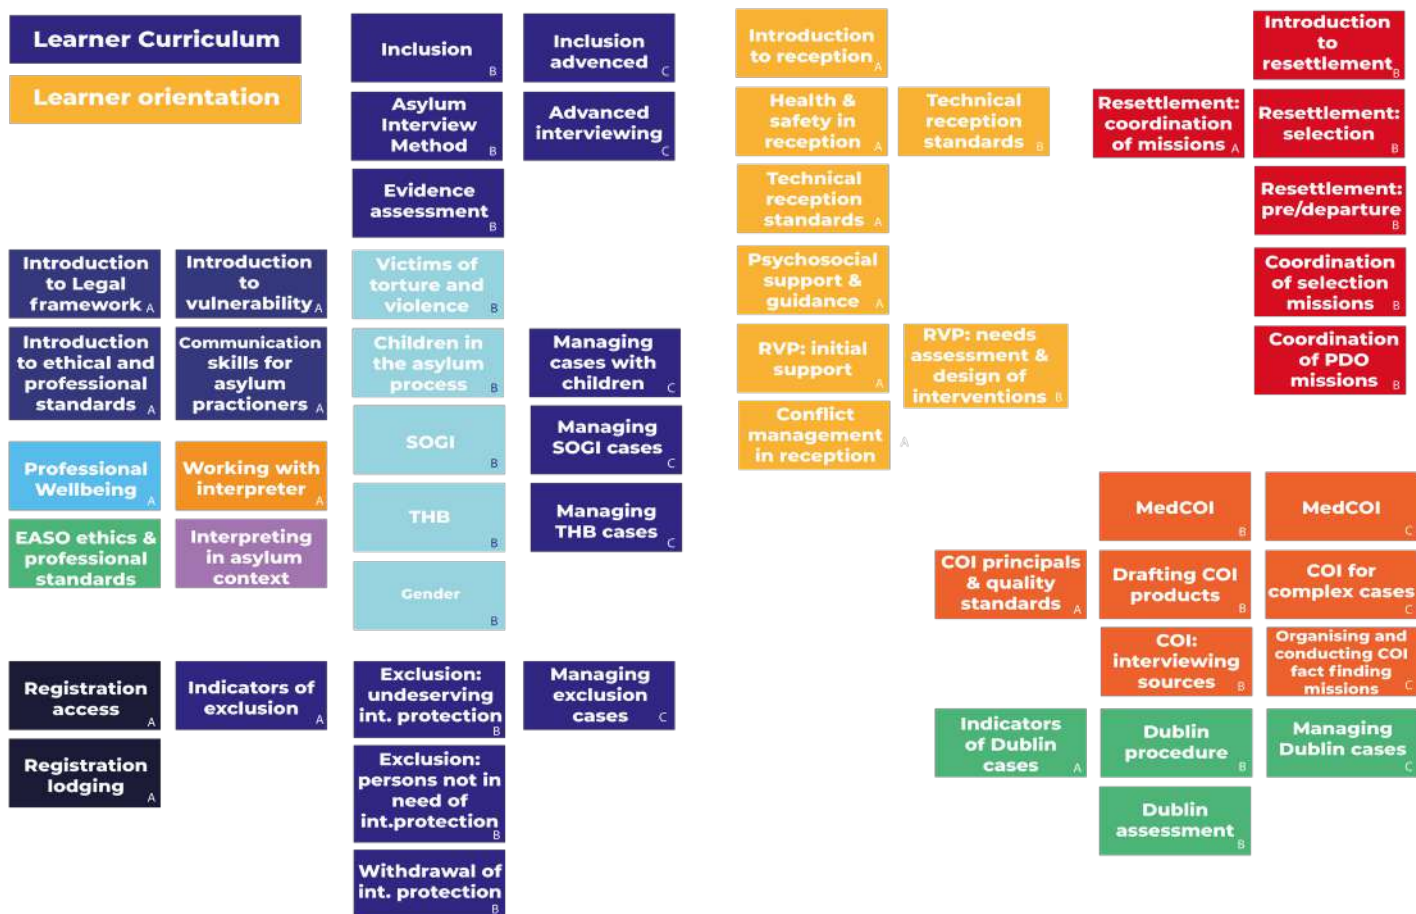 Learner Curriculum
Learner orientation
Inclusion
B
Inclusion
advenced
C
Asylum
Interview
Method
B
Advanced
interviewing
C
Evidence
assessment
B
Introduction
to Legal
framework
A
Introduction
to
vulnerability
A
Victims of
torture and
violence
B
Introduction
to ethical and
professional
standards
A
Communication
skills for
asylum
practioners
A
Children in
the asylum
process
B
Managing
cases with
children
C
Professional
Wellbeing
A
Working with
interpreter
A
SOGI
B
Managing
SOGI cases
C
EASO ethics &
professional
standards
Interpreting
in asylum
context
THB
B
Managing
THB cases
C
Gender
B
Registration
access
A
Indicators of
exclusion
A
Exclusion:
undeserving
int. protection
B
Managing
exclusion
cases
C
Registration
lodging
A
Exclusion:
persons not in
need of
int.protection
B
Withdrawal of
int. protection
B
Introduction
to reception
A
Health &
safety in
reception
A
Technical
reception
standards
B
Technical
reception
standards
A
Psychosocial
support &
guidance
A
RVP: initial
support
A
RVP: needs
assessment &
design of
interventions
B
Conflict
management
in reception
A
Introduction
to
resettlement
B
Resettlement:
coordination
of missions
A
Resettlement:
selection
B
Resettlement:
pre/departure
B
Coordination
of selection
missions
B
Coordination
of PDO
missions
B
MedCOI
B
MedCOI
C
COI principals
& quality
standards
A
Drafting COI
products
B
COI for
complex cases
C
COI:
interviewing
sources
B
Organising and
conducting COI
fact finding
missions
C
Indicators
of Dublin
cases
A
Dublin
procedure
B
Managing
Dublin cases
C
Dublin
assessment
B